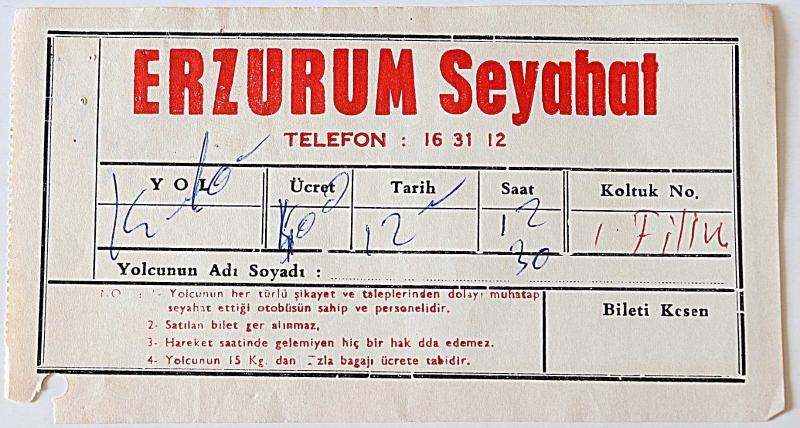 ERZURUM Seyahat
TELEFON : 16 31 12
YOL Ücret Tarih Saat Koltuk No.
12 12 1.
30
Yolcunun Adı Soyadı :
1- Yolcunun her türlü şikayet ve taleplerinden dolayı muhatap
seyahat ettiği otobüsün sahip ve personelidir.
2- Satılan bilet ger alınmaz,
3- Hareket saatinde gelemiyen hiç bir hak dda edemez.
4- Yolcunun 15 Kg. dan bagajı ücrete tabidir.
Bileti Kesen